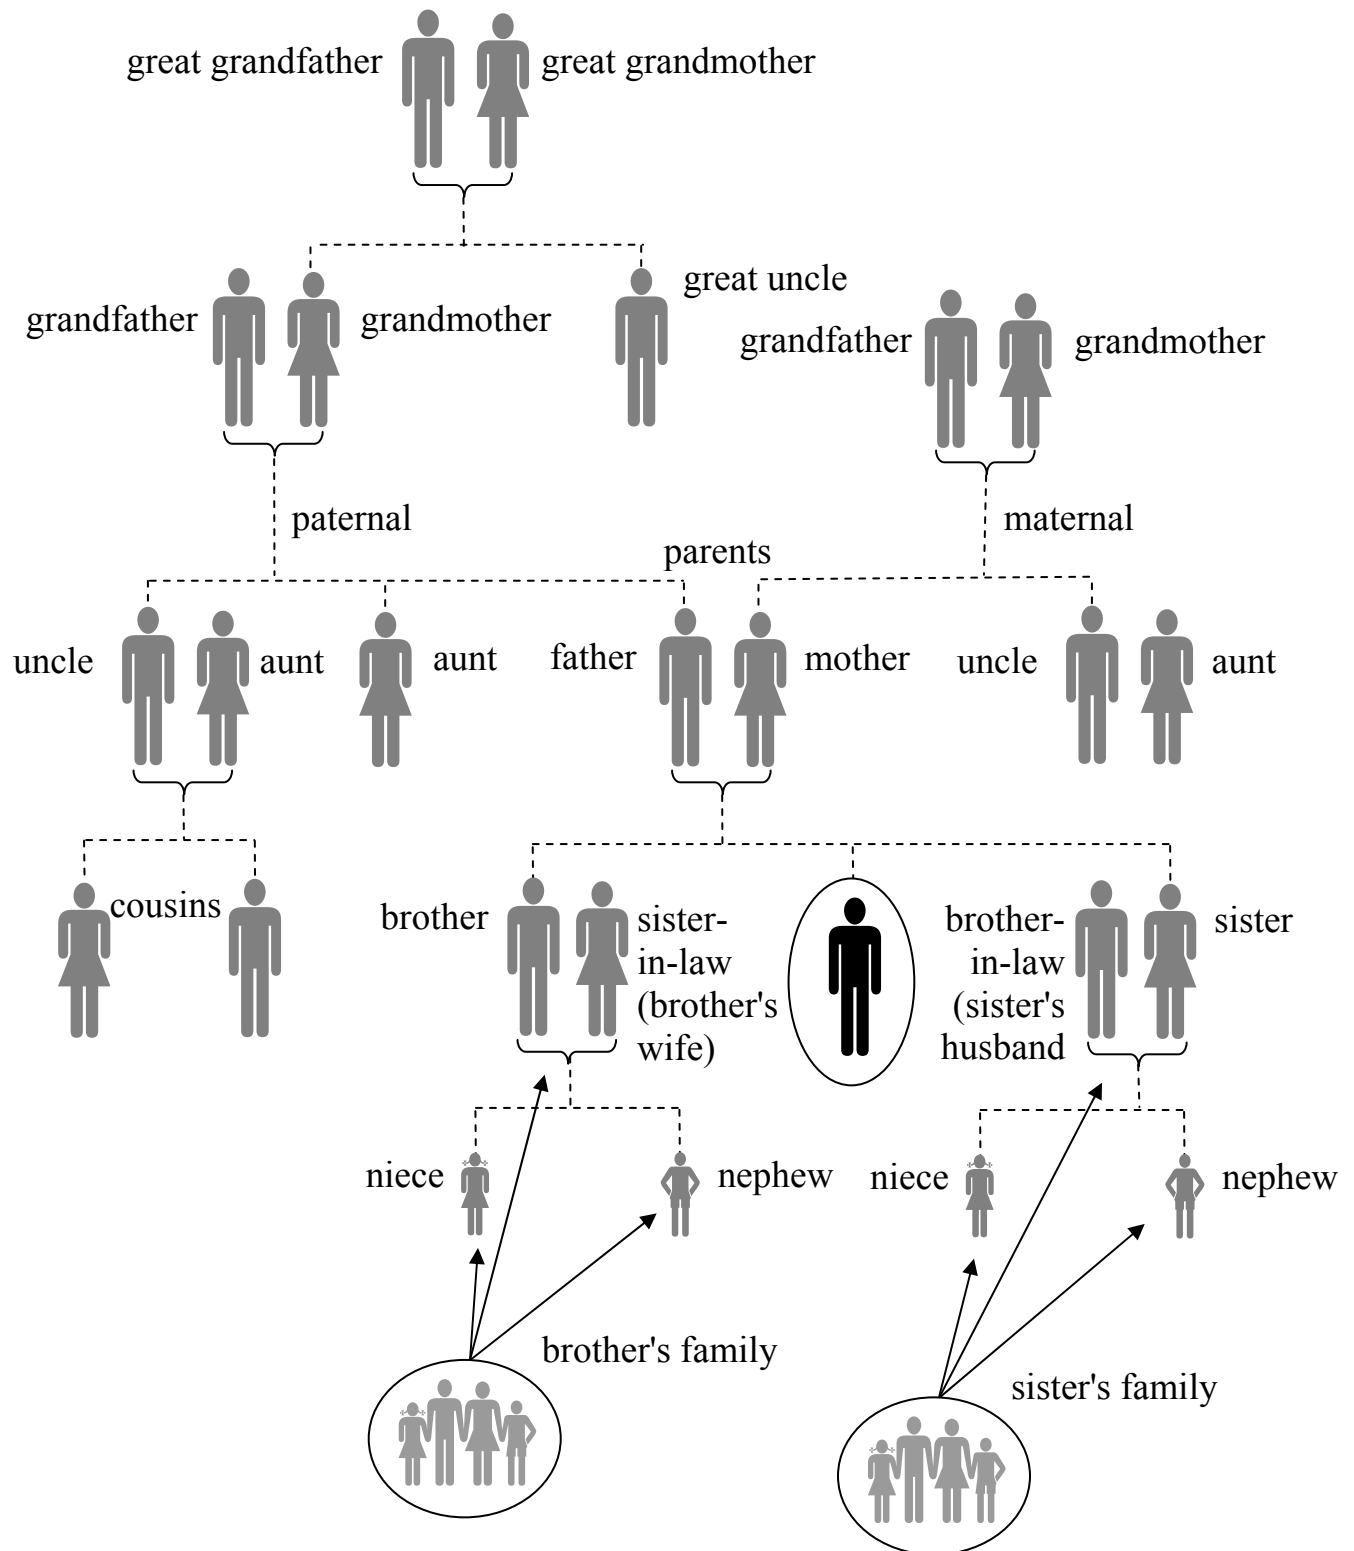 great grandfather
great grandmother
great uncle
grandfather
grandmother
grandfather
grandmother
paternal
maternal
parents
uncle
aunt
aunt
father
mother
uncle
aunt
cousins
brother
sister-
in-law
(brother's
wife)
brother-
in-law
(sister's
husband
sister
niece
nephew
niece
nephew
brother's family
sister's family